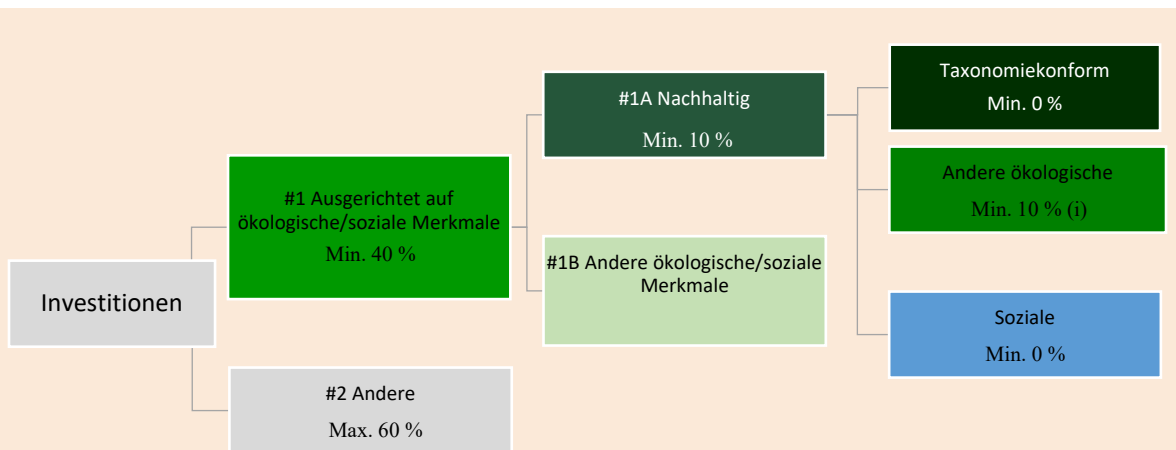 Investitionen
#1 Ausgerichtet auf
ökologische/soziale Merkmale
Min. 40 %
#2 Andere
Max. 60 %
#1A Nachhaltig
Min. 10 %
#1B Andere ökologische/soziale
Merkmale
Taxonomiekonform
Min. 0 %
Andere ökologische
Min. 10 % (i)
Soziale
Min. 0 %